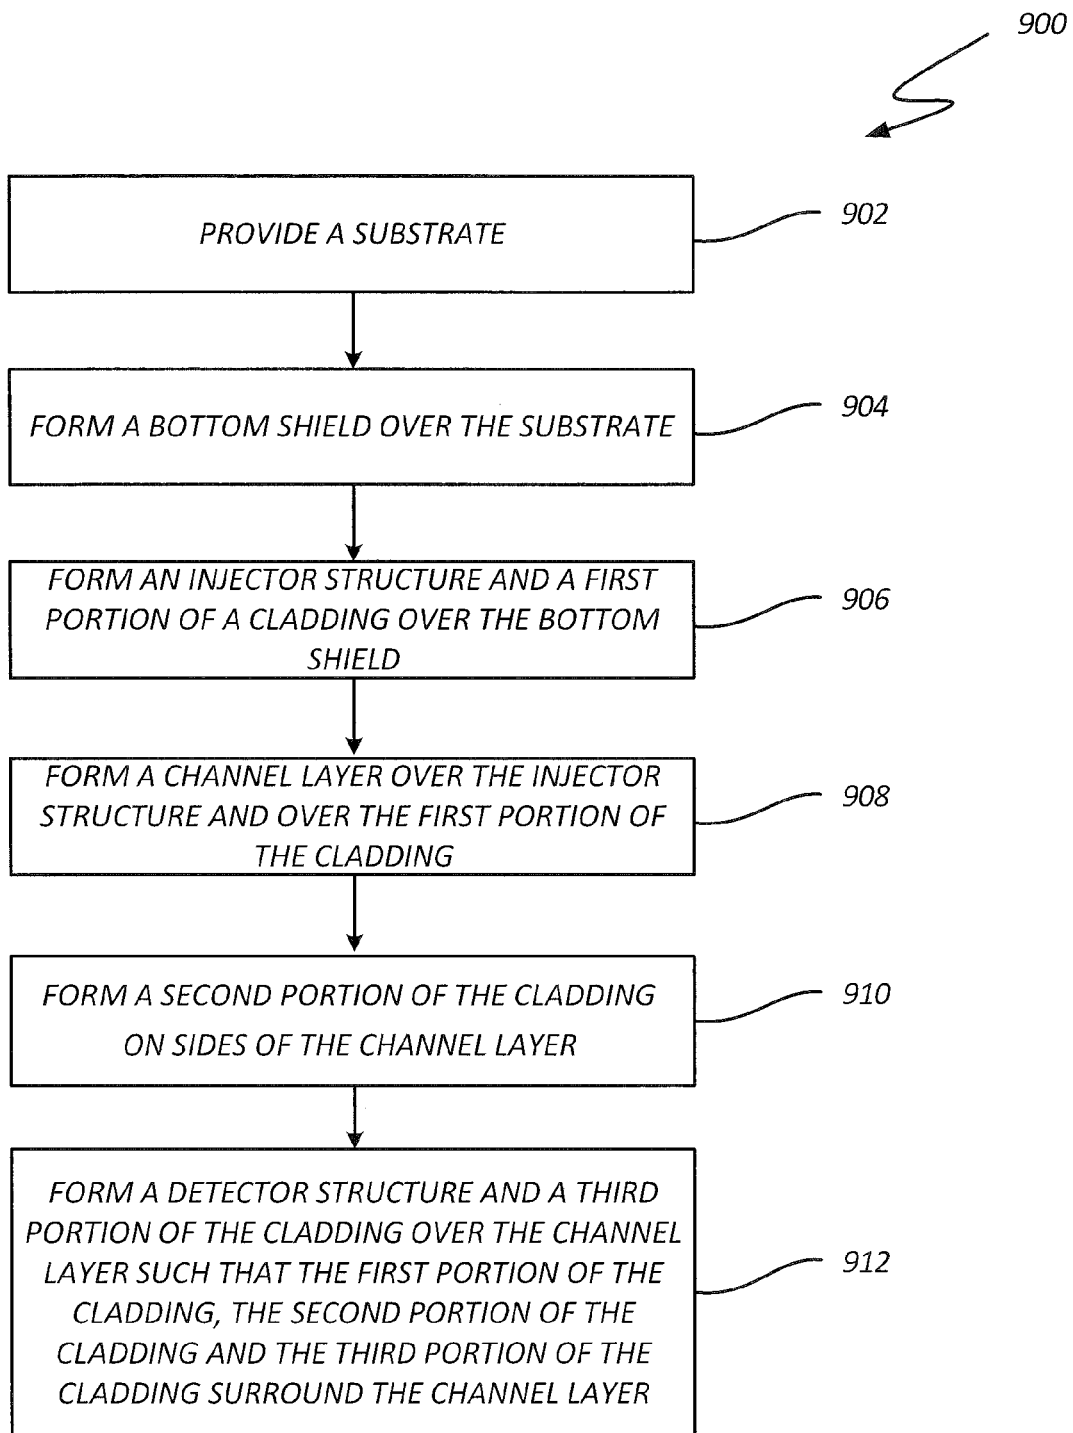 900
PROVIDE A SUBSTRATE
902
FORM A BOTTOM SHIELD OVER THE SUBSTRATE
904
FORM AN INJECTOR STRUCTURE AND A FIRST
PORTION OF A CLADDING OVER THE BOTTOM
SHIELD
906
FORM A CHANNEL LAYER OVER THE INJECTOR
STRUCTURE AND OVER THE FIRST PORTION OF
THE CLADDING
908
FORM A SECOND PORTION OF THE CLADDING
ON SIDES OF THE CHANNEL LAYER
910
FORM A DETECTOR STRUCTURE AND A THIRD
PORTION OF THE CLADDING OVER THE CHANNEL
LAYER SUCH THAT THE FIRST PORTION OF THE
CLADDING, THE SECOND PORTION OF THE
CLADDING AND THE THIRD PORTION OF THE
CLADDING SURROUND THE CHANNEL LAYER
912